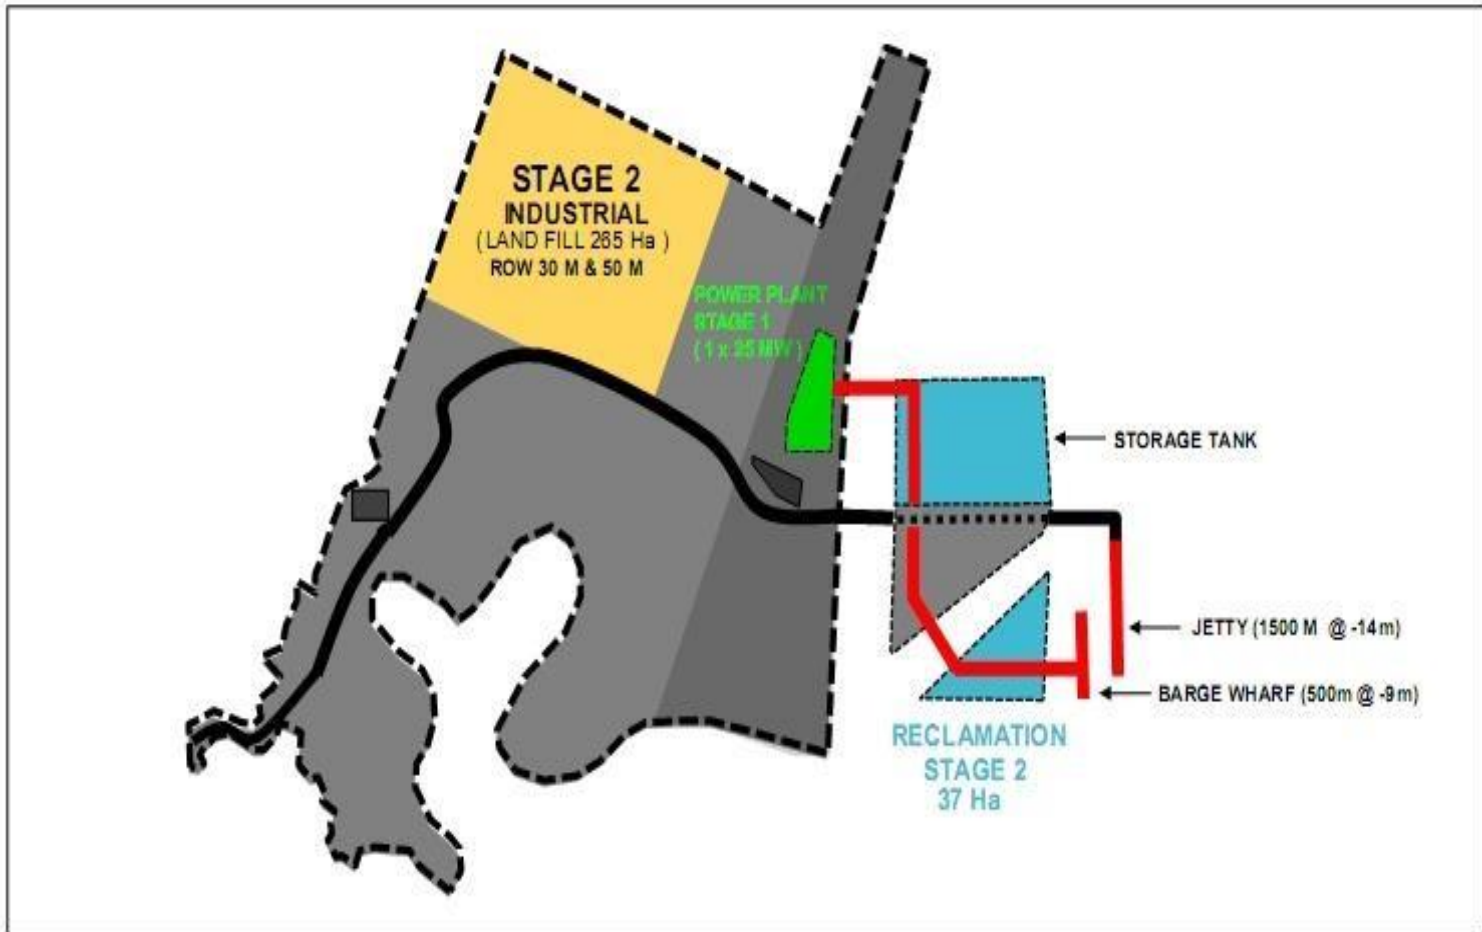 STAGE 2
INDUSTRIAL
(LAND FILL 265 Ha )
ROW 30 M & 50 M
POWER PLANT
STAGE 1
( 1 x 35 MW )
STORAGE TANK
JETTY (1500 M @ -14m)
BARGE WHARF (500m @ -9m)
RECLAMATION
STAGE 2
37 Ha